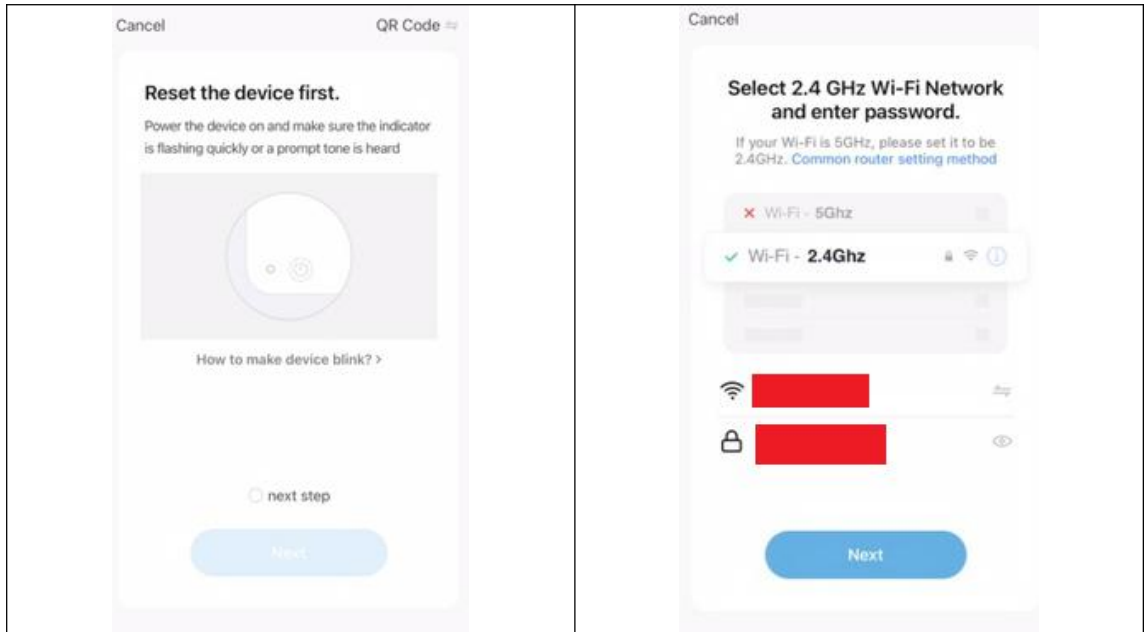 Cancel
QR Code
Reset the device first.
Power the device on and make sure the indicator
is flashing quickly or a prompt tone is heard
How to make device blink? >
next step
Next
Cancel
Select 2.4 GHz Wi-Fi Network
and enter password.
If your Wi-Fi is 5GHz, please set it to be
2.4GHz. Common router setting method
Wi-Fi - 5Ghz
Wi-Fi - 2.4Ghz
Next